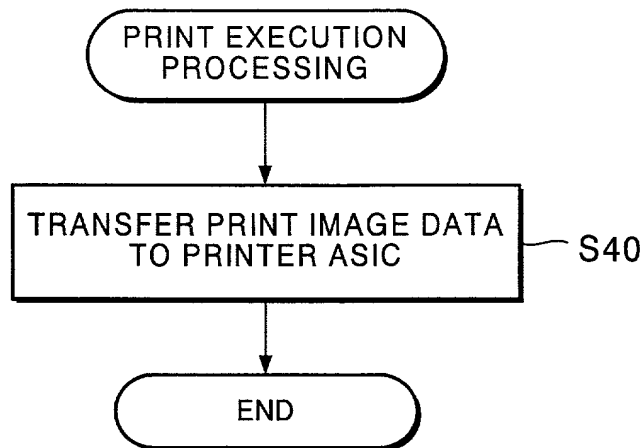 PRINT EXECUTION
PROCESSING
TRANSFER PRINT IMAGE DATA
TO PRINTER ASIC
S40
END